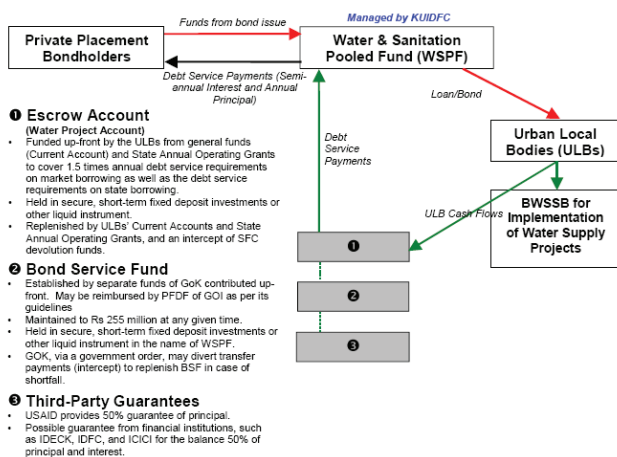 Funds from bond issue
Managed by KUIDFC
Private Placement
Bondholders
Water & Sanitation
Pooled Fund (WSPF)
Debt Service Payments (Semi-
annual Interest and Annual
Principal)
Loan/Bond
Debt
Service
Payments
Urban Local
Bodies (ULBs)
ULB Cash Flows
BWSSB for
Implementation
of Water Supply
Projects
❶
❷
❸
❶ Escrow Account
(Water Project Account)
• Funded up-front by the ULBs from general funds
(Current Account) and State Annual Operating Grants
to cover 1.5 times annual debt service requirements
on market borrowing as well as the debt service
requirements on state borrowing.
• Held in secure, short-term fixed deposit investments or
other liquid instrument.
• Replenished by ULBs' Current Accounts and State
Annual Operating Grants, and an intercept of SFC
devolution funds.
❷ Bond Service Fund
• Established by separate funds of GoK contributed up-
front. May be reimbursed by PFDF of GOI as per its
guidelines
• Maintained to Rs 255 million at any given time.
• Held in secure, short-term fixed deposit investments or
other liquid instrument in the name of WSPF.
• GOK, via a government order, may divert transfer
payments (intercept) to replenish BSF in case of
shortfall.
❸ Third-Party Guarantees
• USAID provides 50% guarantee of principal.
• Possible guarantee from financial institutions, such
as IDECK, IDFC, and ICICI for the balance 50% of
principal and interest.